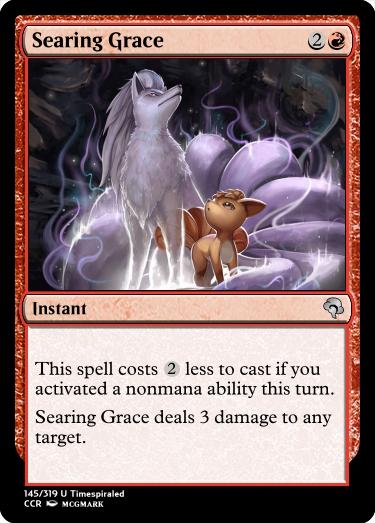 Searing Grace 2
Instant
This spell costs 2 less to cast if you
activated a nonmana ability this turn.
Searing Grace deals 3 damage to any
target.
145/319 U Timespiraled
CCR MCGMARK